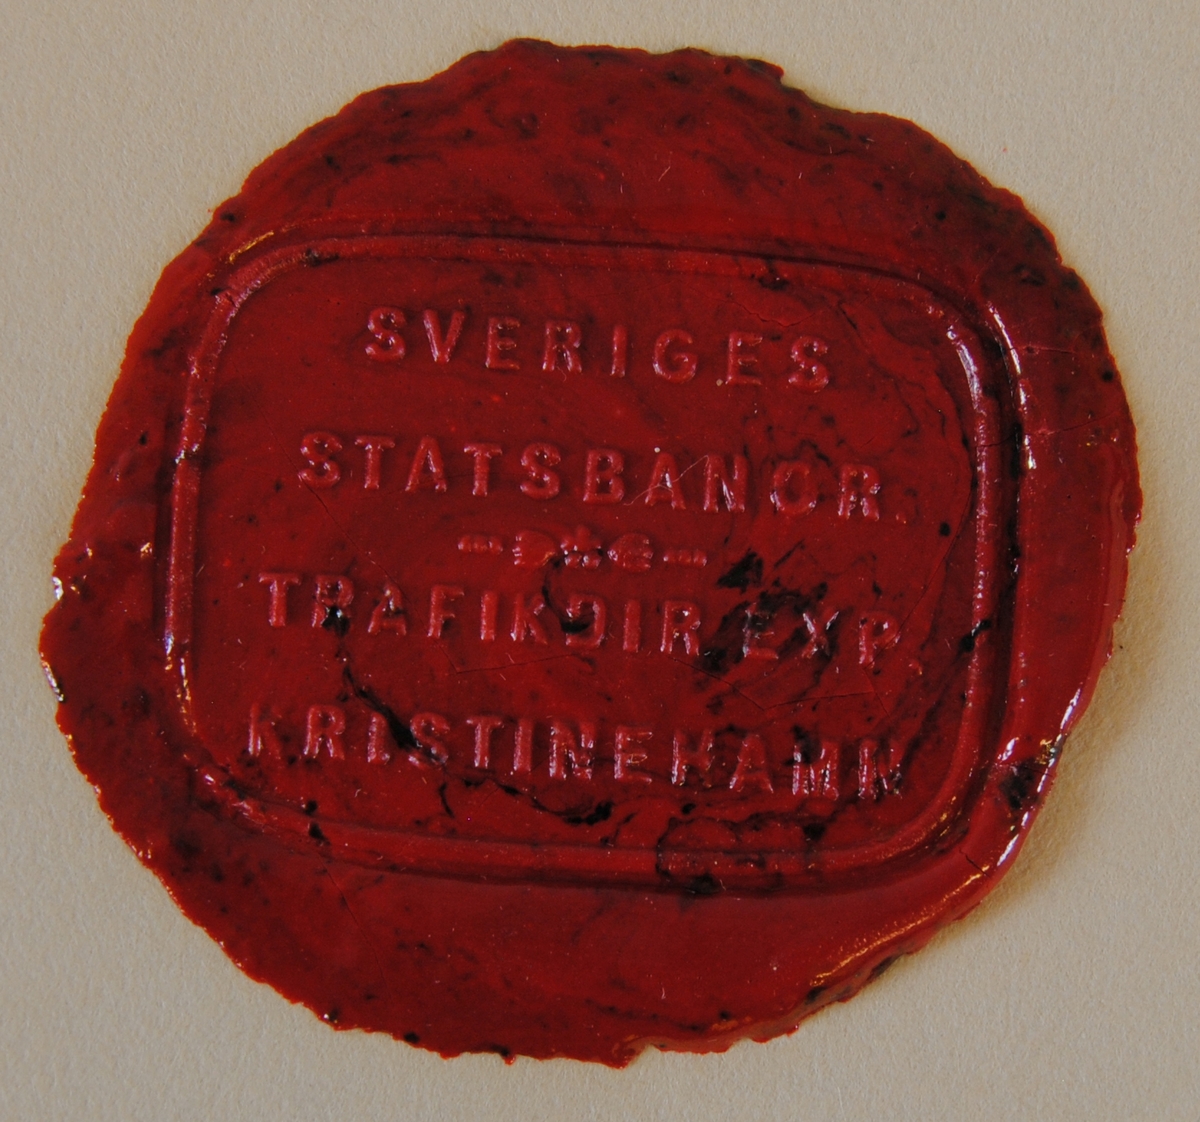 SVERIGES
STATSBANOR.
TRAFIKDIR EXP.
KRISTINEHAMN